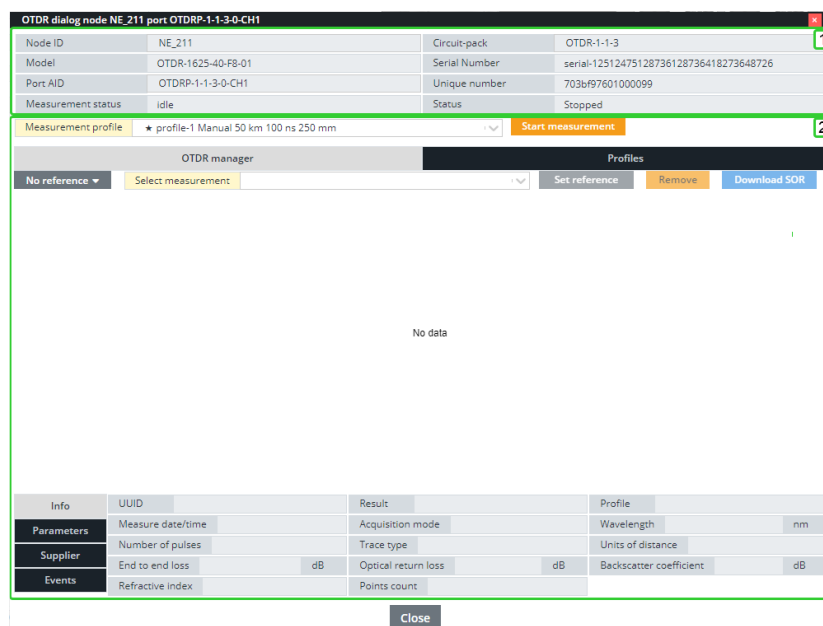 OTDR dialog node NE_211 port OTDRP-1-1-3-0-CH1
Node ID NE_211 Circuit-pack OTDR-1-1-3 1
Model OTDR-1625-40-F8-01 Serial Number serial-12512475128736128736418273648726
Port AID OTDRP-1-1-3-0-CH1 Unique number 703bf97601000099
Measurement status idle Status Stopped
Measurement profile ★ profile-1 Manual 50 km 100 ns 250 mm Start measurement 2
OTDR manager Profiles
No reference Select measurement Set reference Remove Download SOR
No data
Info UUID Result Profile
Parameters Measure date/time Acquisition mode Wavelength nm
Number of pulses Trace type Units of distance
Supplier End to end loss dB Optical return loss dB Backscatter coefficient dB
Events Refractive index Points count
Close